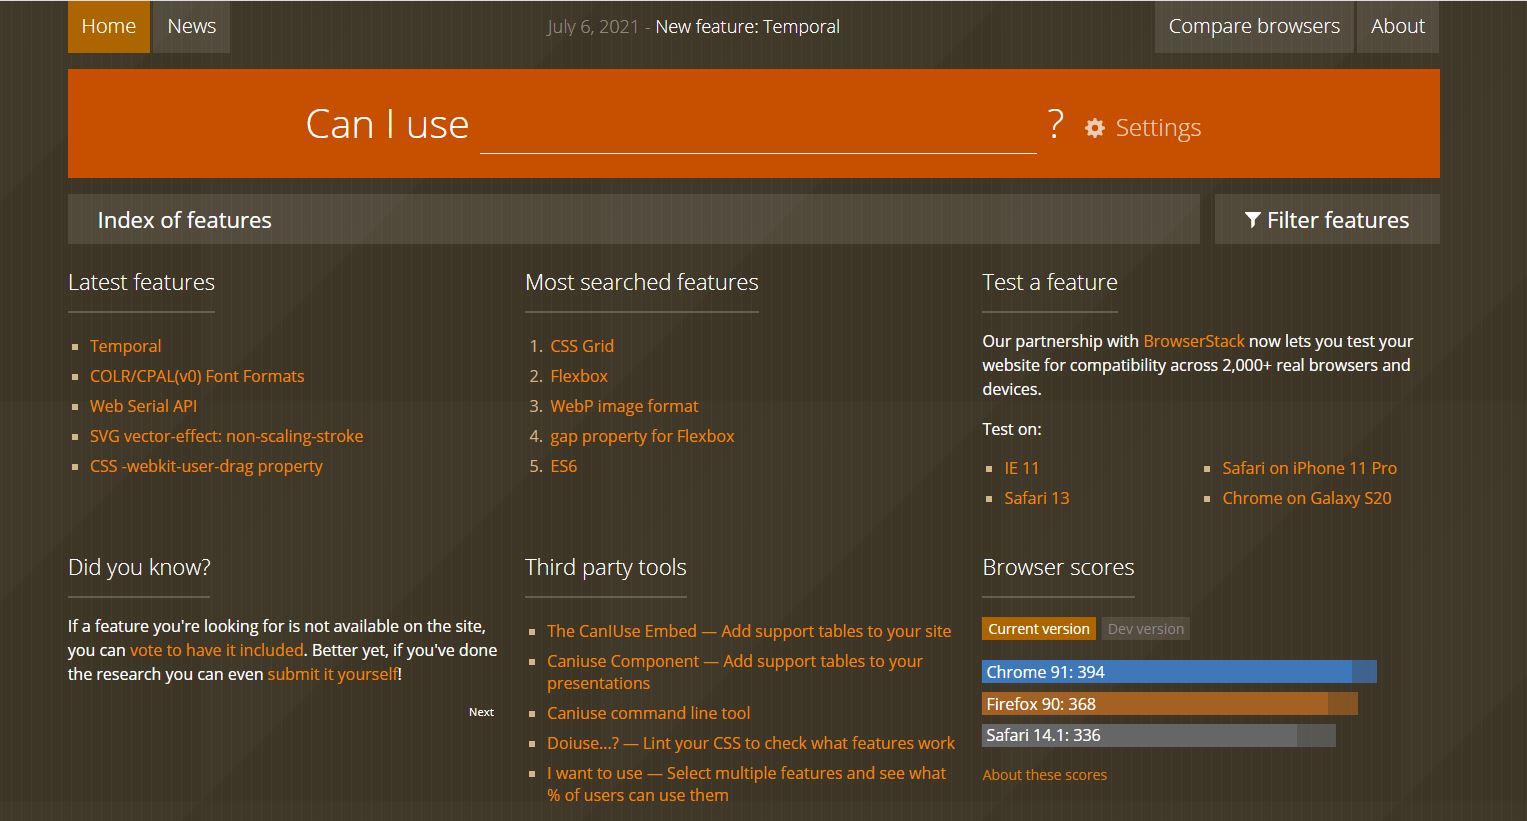 Home
News
July 6, 2021 - New feature: Temporal
Compare browsers
About
Can I use ?
Settings
Index of features
Filter features
Latest features
Temporal
COLR/CPAL(v0) Font Formats
Web Serial API
SVG vector-effect: non-scaling-stroke
CSS -webkit-user-drag property
Most searched features
1. CSS Grid
2. Flexbox
3. WebP image format
4. gap property for Flexbox
5. ES6
Test a feature
Our partnership with BrowserStack now lets you test your
website for compatibility across 2,000+ real browsers and
devices.
Test on:
IE 11
Safari 13
Safari on iPhone 11 Pro
Chrome on Galaxy S20
Did you know?
If a feature you're looking for is not available on the site,
you can vote to have it included. Better yet, if you've done
the research you can even submit it yourself!
Next
Third party tools
The CanIUse Embed — Add support tables to your site
Caniuse Component — Add support tables to your
presentations
Caniuse command line tool
Doiuse...? — Lint your CSS to check what features work
I want to use — Select multiple features and see what
% of users can use them
Browser scores
Current version
Dev version
Chrome 91: 394
Firefox 90: 368
Safari 14.1: 336
About these scores